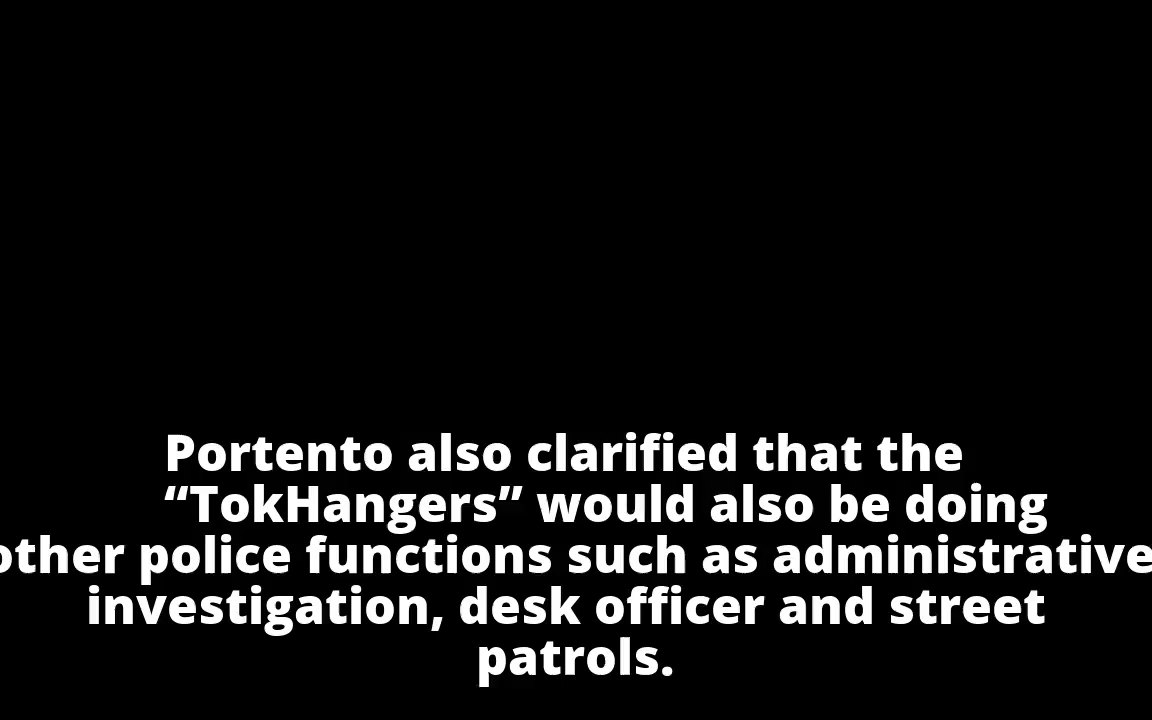 Portento also clarified that the
“TokHangers” would also be doing
other police functions such as administrative
investigation, desk officer and street
patrols.